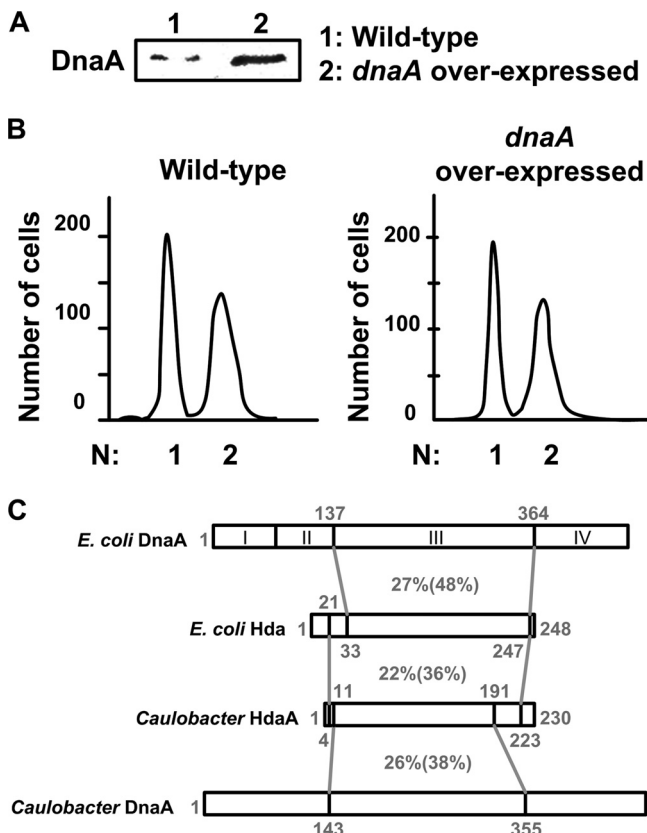 A
1 2
DnaA
1: Wild-type
2: dnaA over-expressed
B
Wild-type
dnaA
over-expressed
Number of cells
200
100
0
N: 1 2
Number of cells
200
100
0
N: 1 2
C
137 364
E. coli DnaA 1 I II III IV
27%(48%)
21
E. coli Hda 1 248
33 247
22%(36%)
11 191
Caulobacter HdaA 1 230
4 223
26%(38%)
Caulobacter DnaA 1
143 355